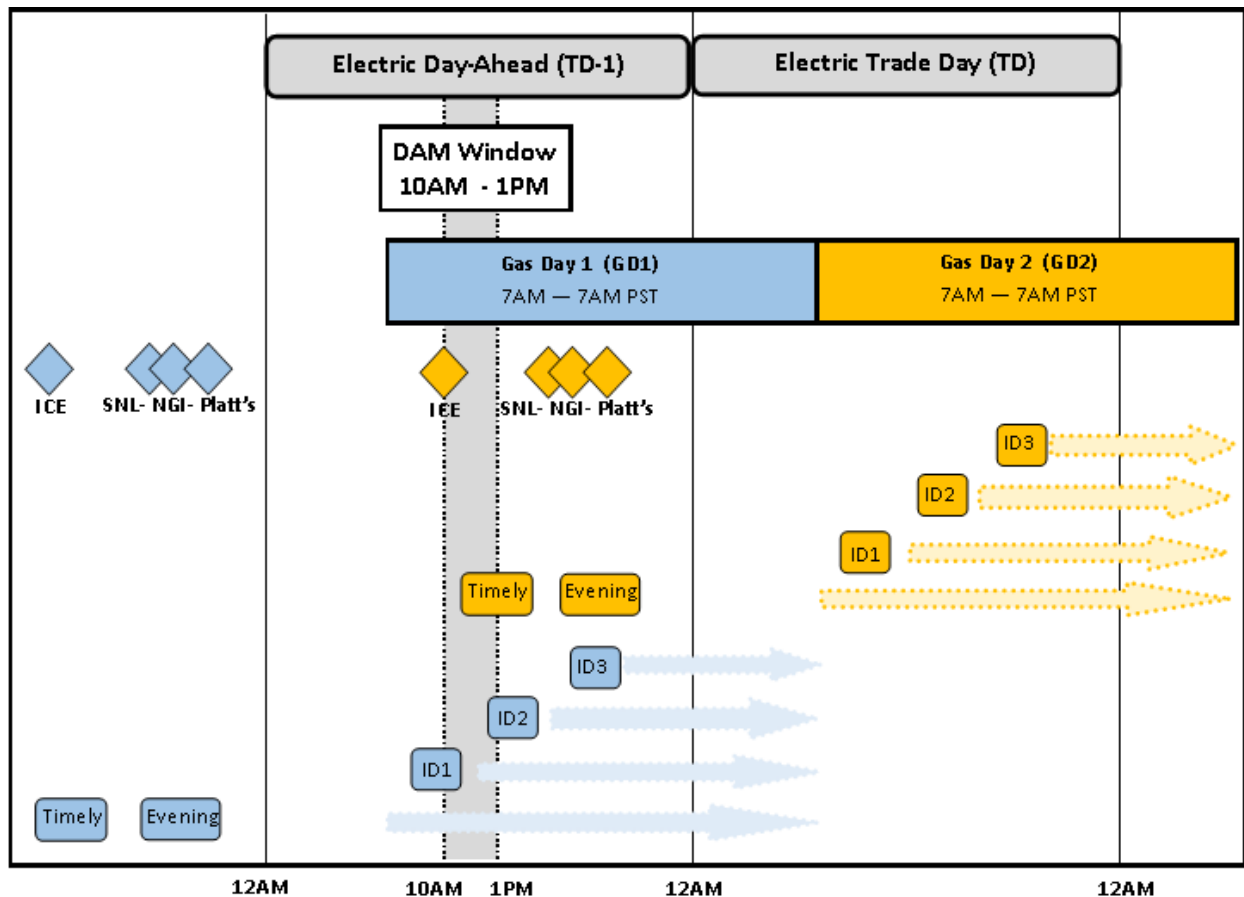 Electric Day-Ahead (TD-1)
Electric Trade Day (TD)
DAM Window
10AM - 1PM
Gas Day 1 (GD1)
7AM — 7AM PST
Gas Day 2 (GD2)
7AM — 7AM PST
ICE
SNL- NGI- Platt's
ICE
SNL- NGI- Platt's
ID3
ID2
ID1
Timely
Evening
ID3
ID2
ID1
Timely
Evening
12AM
10AM
1PM
12AM
12AM